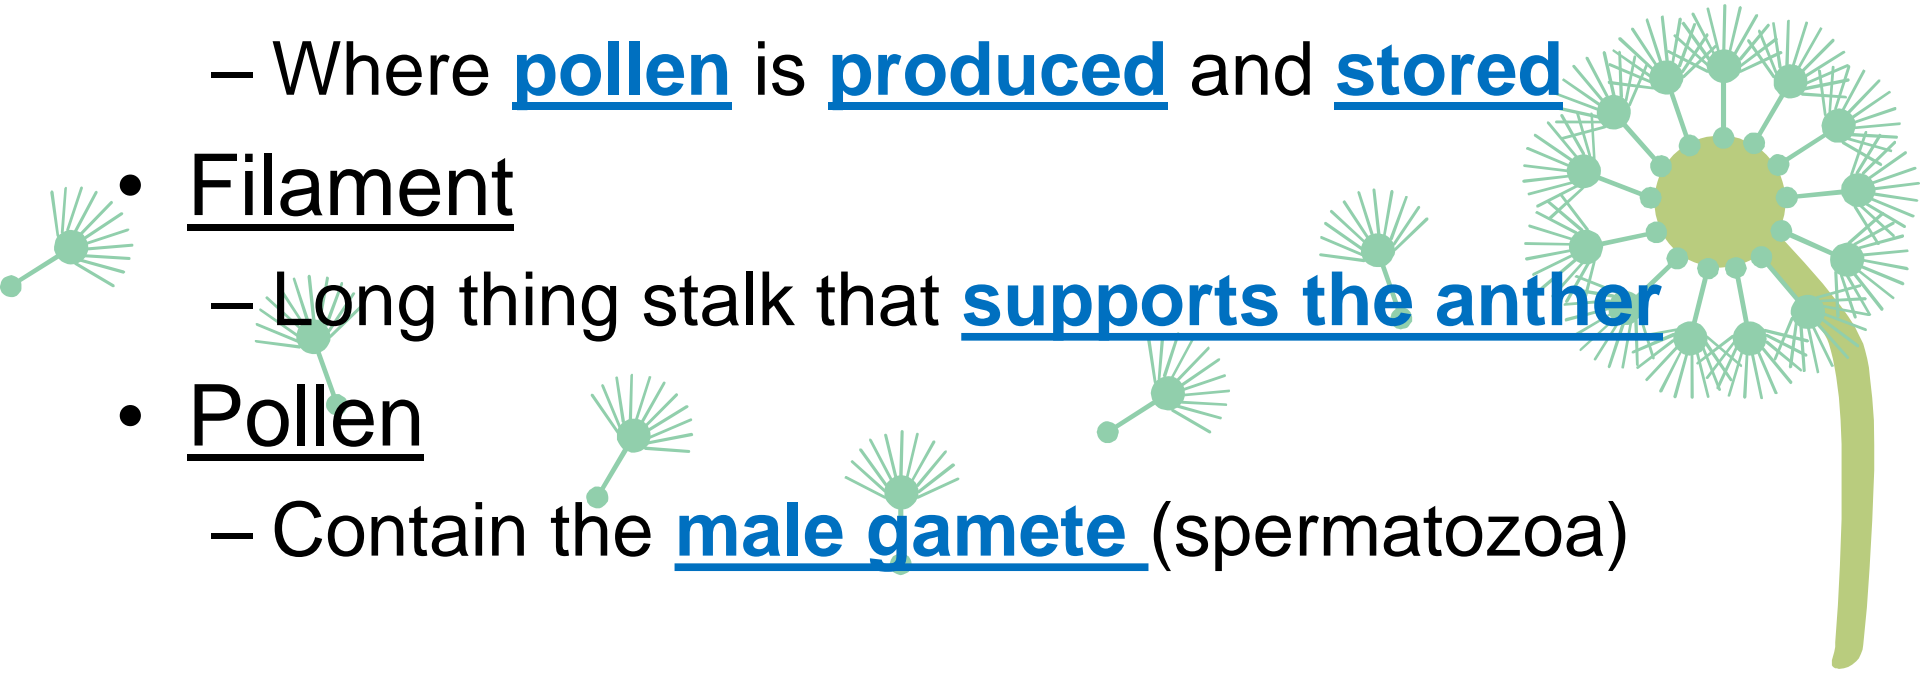 – Where pollen is produced and stored
• Filament
– Long thing stalk that supports the anther
• Pollen
– Contain the male gamete (spermatozoa)